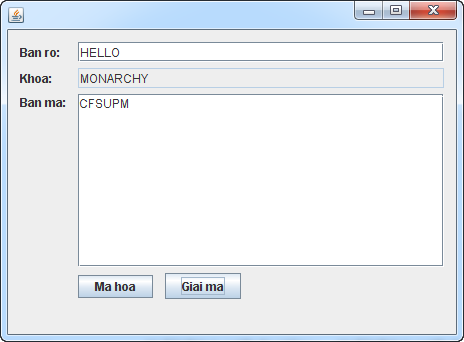 Ban ro: HELLO
Khoa: MONARCHY
Ban ma: CFSUPM
Ma hoa Giai ma